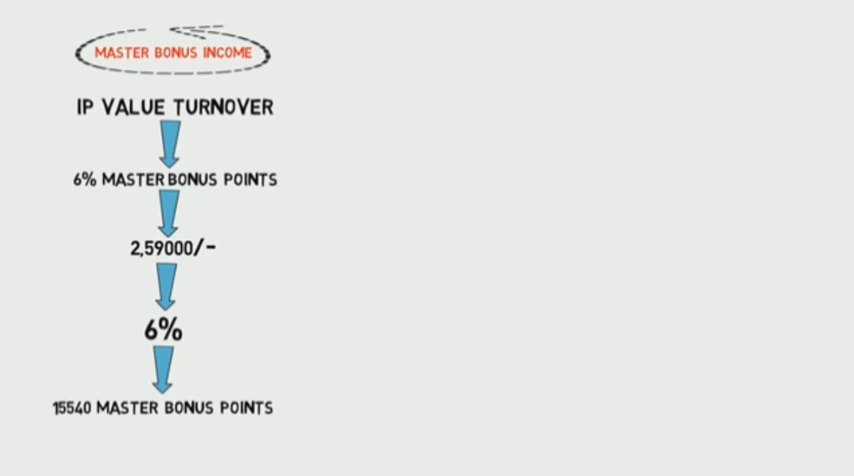 MASTER BONUS INCOME
IP VALUE TURNOVER
6% MASTER BONUS POINTS
2,59000/-
6%
15540 MASTER BONUS POINTS